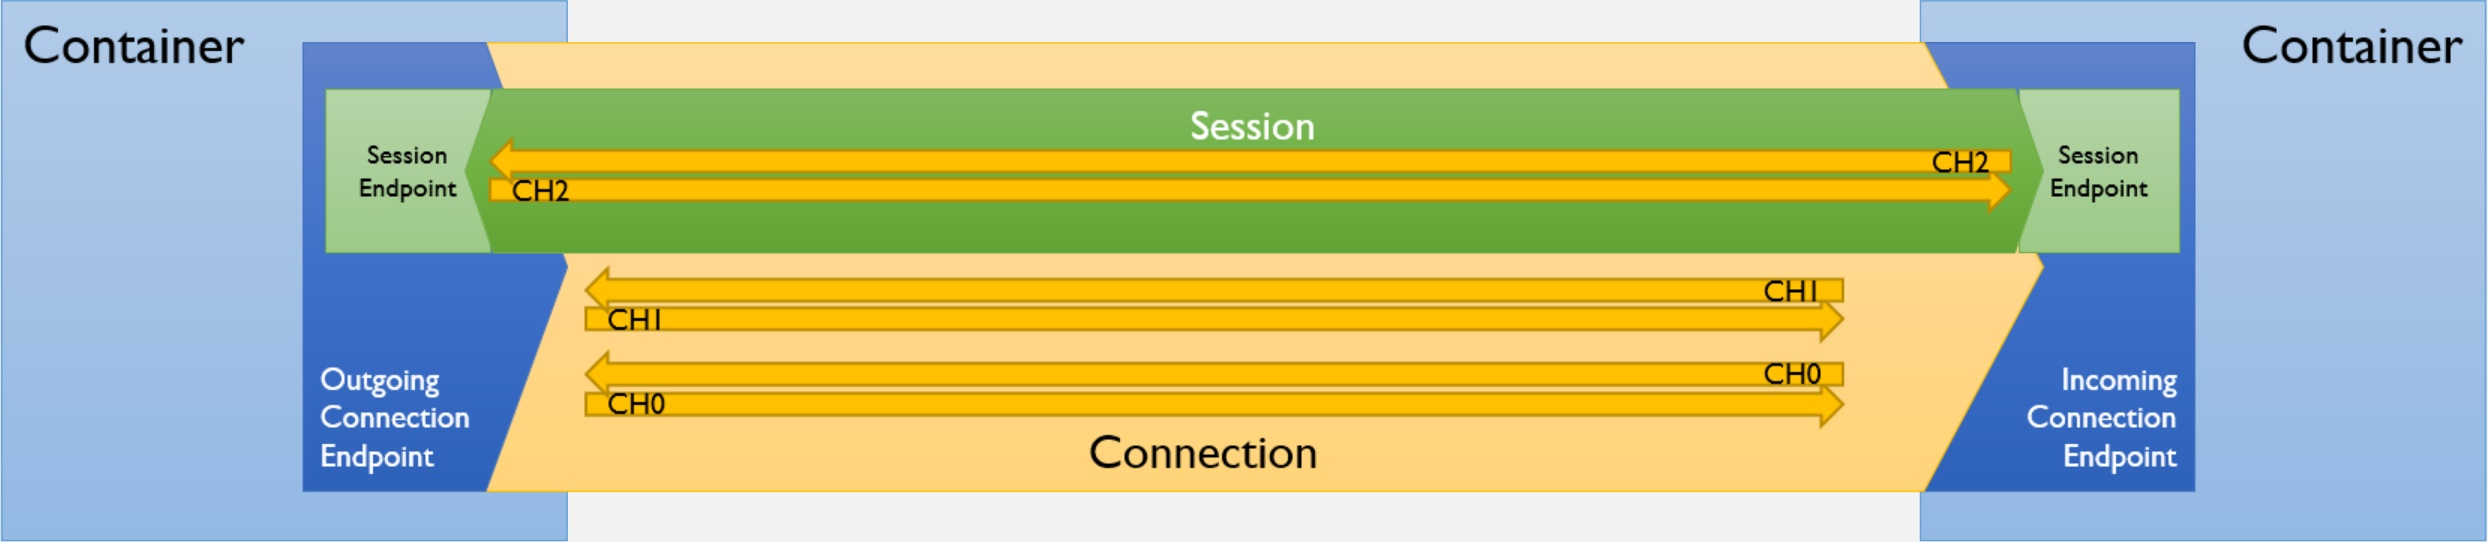 Container
Container
Session
Session
Endpoint
CH2
CH2
Session
Endpoint
CH1
CH1
CH0
CH0
Outgoing
Connection
Endpoint
Connection
Incoming
Connection
Endpoint